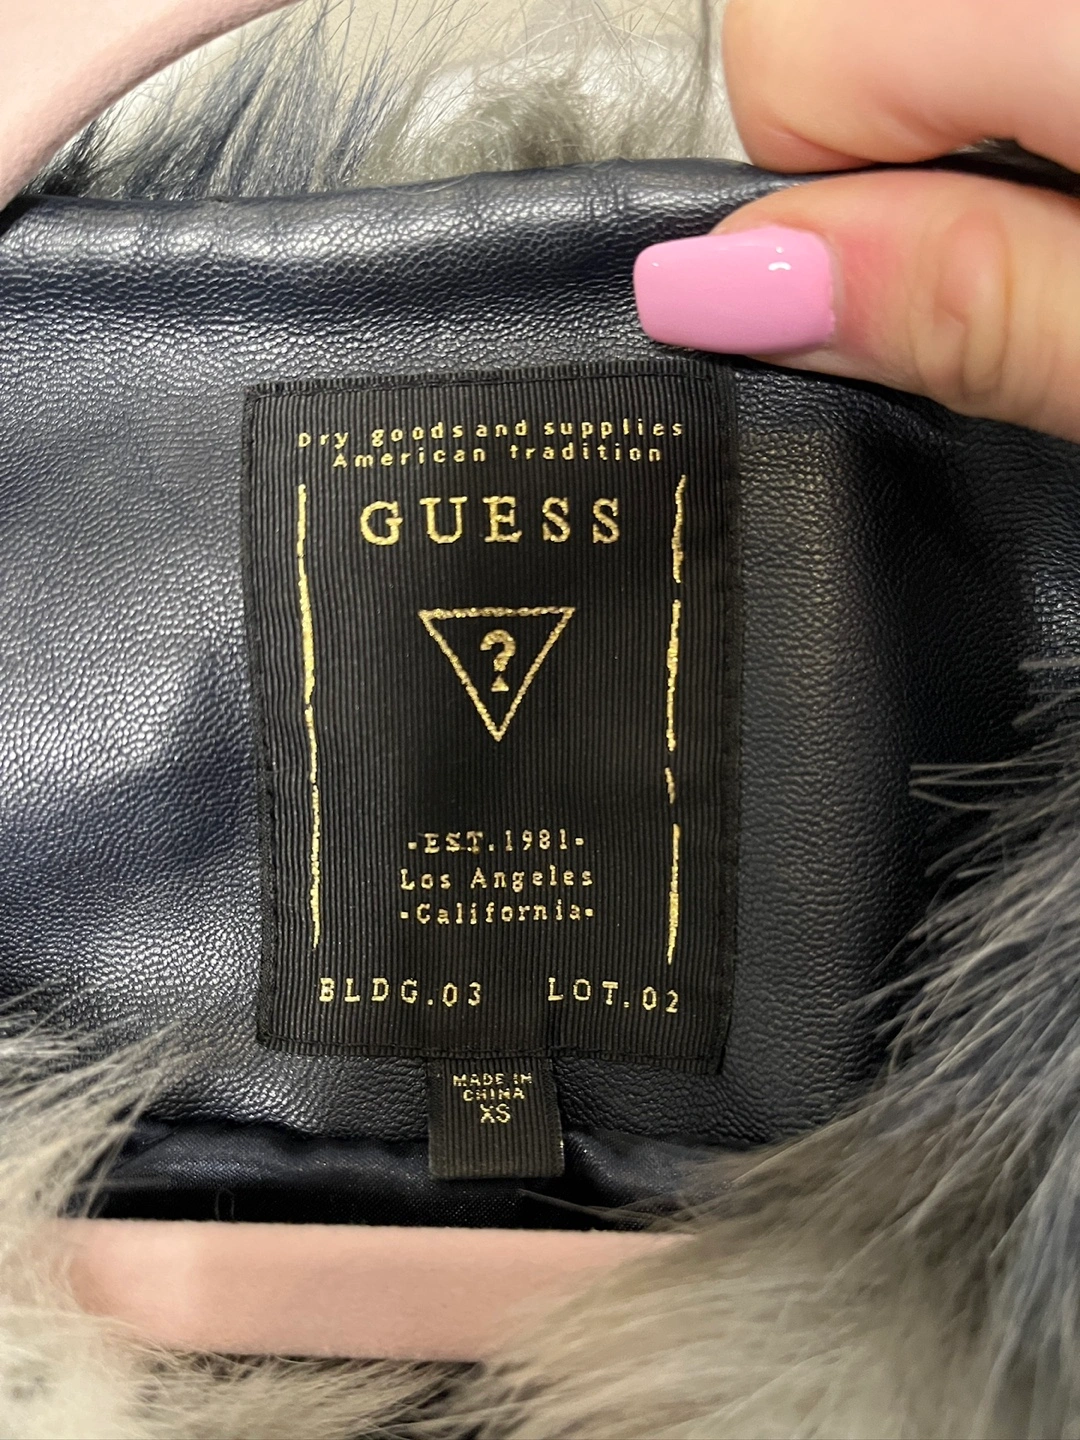 Dry goods and supplies
American tradition
GUESS
?
-EST.1981-
Los Angeles
-California-
BLDG.03 LOT.02
MADE IN
CHINA
XS